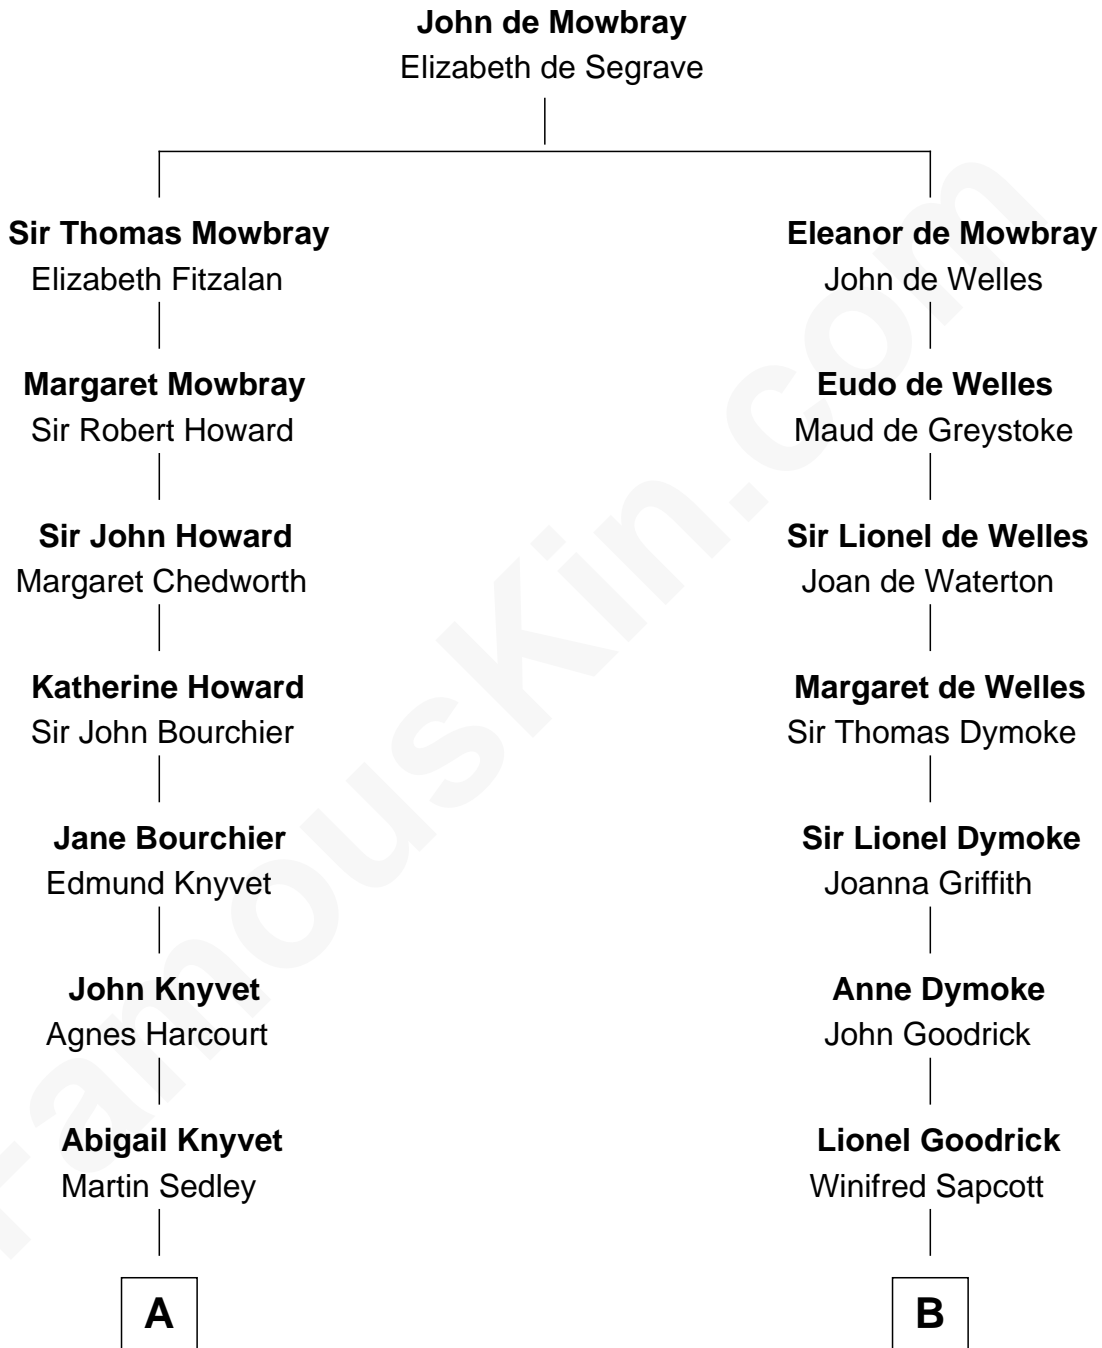 John de Mowbray
Elizabeth de Segrave
Sir Thomas Mowbray
Elizabeth Fitzalan
Eleanor de Mowbray
John de Welles
Margaret Mowbray
Sir Robert Howard
Eudo de Welles
Maud de Greystoke
Sir John Howard
Margaret Chedworth
Sir Lionel de Welles
Joan de Waterton
Katherine Howard
Sir John Bourchier
Margaret de Welles
Sir Thomas Dymoke
Jane Bourchier
Edmund Knyvet
Sir Lionel Dymoke
Joanna Griffith
John Knyvet
Agnes Harcourt
Anne Dymoke
John Goodrick
Abigail Knyvet
Martin Sedley
Lionel Goodrick
Winifred Sapcott
A
B
FamousKin.com